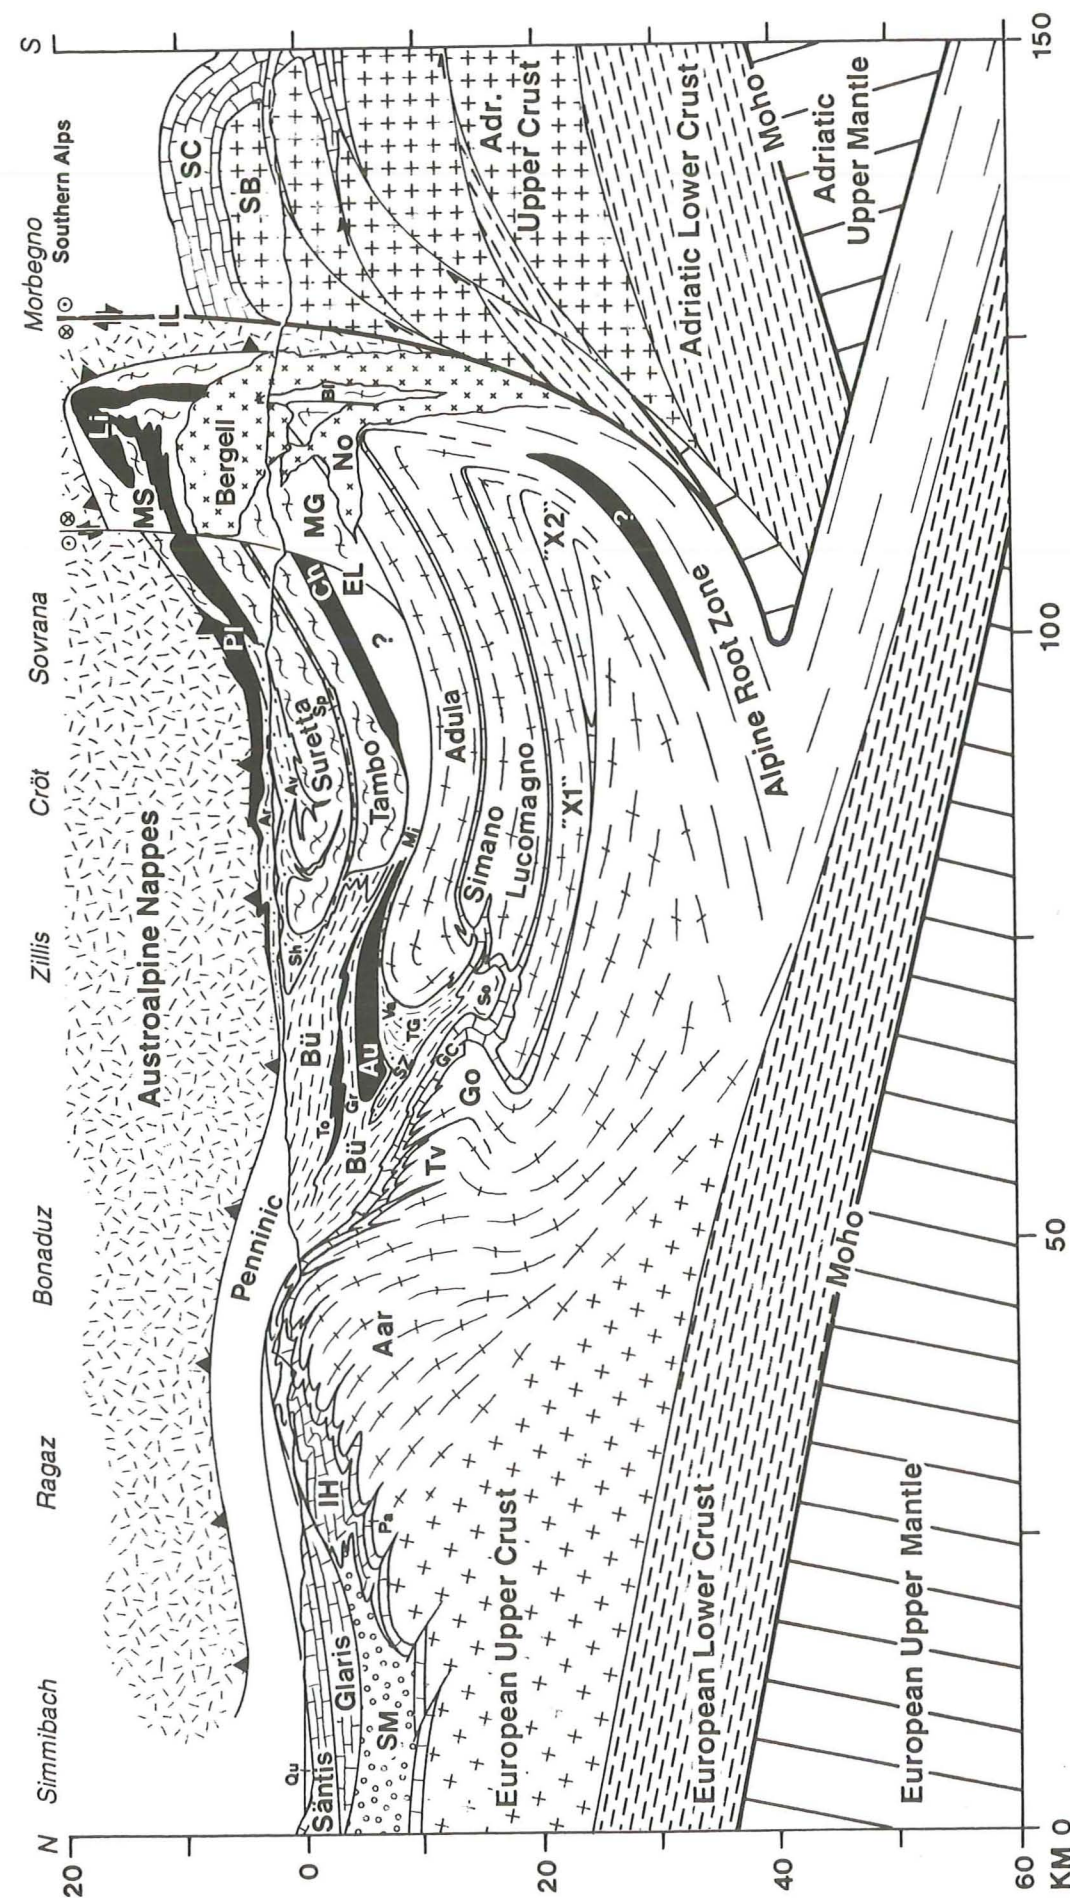 N
S
Simmibach
Ragaz
Bonaduz
Zillis
Cröt
Sovrana
Morbegno
Southern Alps
20
0
20
40
60
KM 0
50
100
150
Austroalpine Nappes
Penninic
Qu
Säntis
Glaris
SM
IH
Pa
Aar
Tv
Go
GC
Bü
Bü
To
Gr
Au
Sz
TG
Va
So
Sh
Ar
Av
Suretta
Sp
Tambo
Mi
Adula
Simano
Lucomagno
"X1"
"X2"
Pl
MS
Li
Bergell
Ch
?
EL
MG
No
Bl
IL
SC
SB
?
Alpine Root Zone
Adr.
Upper Crust
Adriatic Lower Crust
Moho
Adriatic
Upper Mantle
European Upper Crust
European Lower Crust
Moho
European Upper Mantle